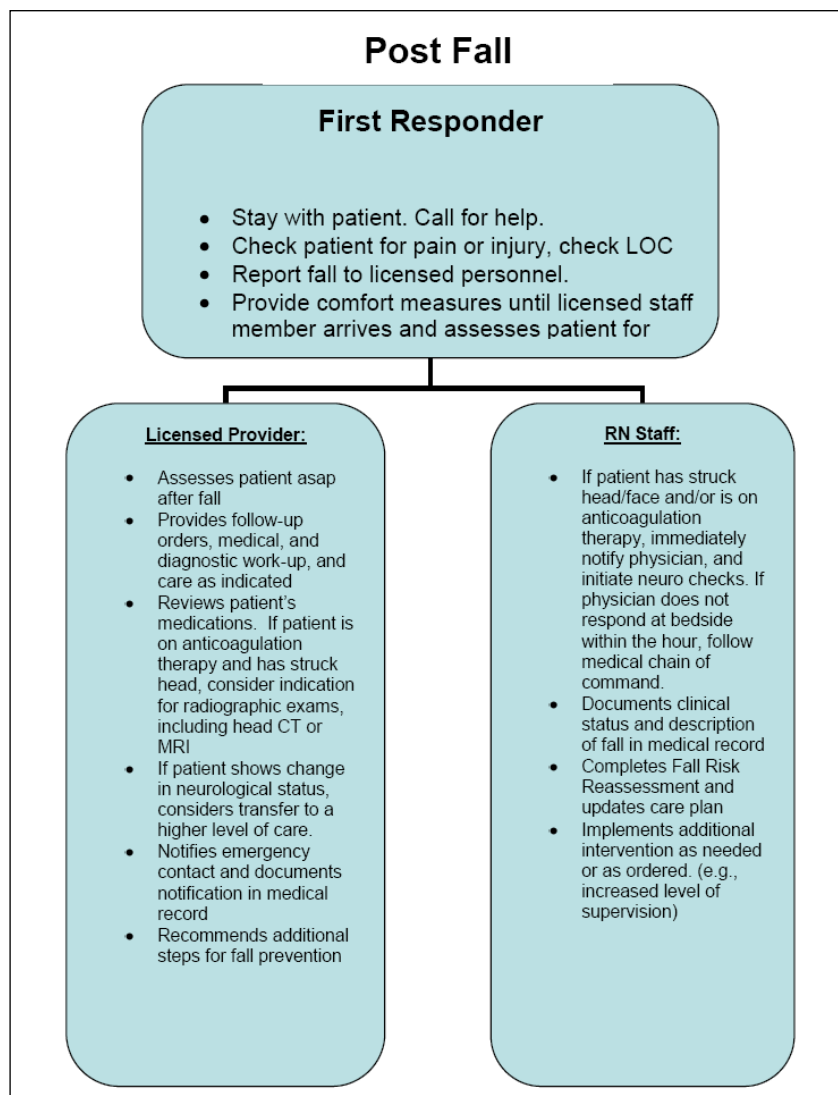 Post Fall
First Responder
• Stay with patient. Call for help.
• Check patient for pain or injury, check LOC
• Report fall to licensed personnel.
• Provide comfort measures until licensed staff
member arrives and assesses patient for
Licensed Provider:
• Assesses patient asap
after fall
• Provides follow-up
orders, medical, and
diagnostic work-up, and
care as indicated
• Reviews patient's
medications. If patient is
on anticoagulation
therapy and has struck
head, consider indication
for radiographic exams,
including head CT or
MRI
• If patient shows change
in neurological status,
considers transfer to a
higher level of care.
• Notifies emergency
contact and documents
notification in medical
record
• Recommends additional
steps for fall prevention
RN Staff:
• If patient has struck
head/face and/or is on
anticoagulation
therapy, immediately
notify physician, and
initiate neuro checks. If
physician does not
respond at bedside
within the hour, follow
medical chain of
command.
• Documents clinical
status and description
of fall in medical record
• Completes Fall Risk
Reassessment and
updates care plan
• Implements additional
intervention as needed
or as ordered. (e.g.,
increased level of
supervision)